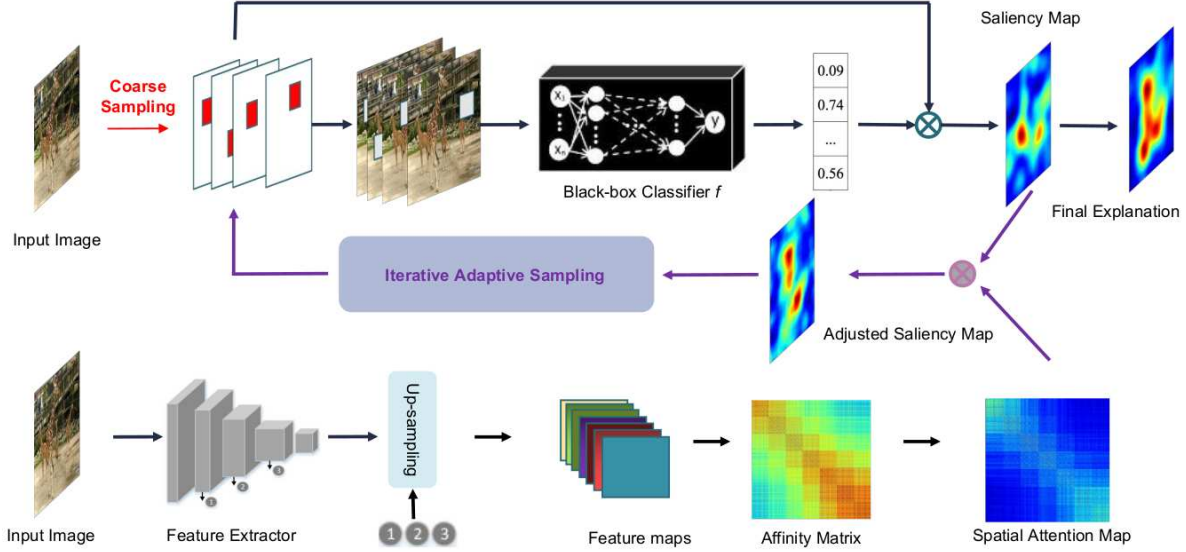 Saliency Map
Coarse
Sampling
0.09
0.74
...
0.56
X₁
Xₙ
y
Black-box Classifier f
Input Image
Final Explanation
Iterative Adaptive Sampling
Adjusted Saliency Map
Up-sampling
1
2
3
1 2 3
Input Image
Feature Extractor
Feature maps
Affinity Matrix
Spatial Attention Map